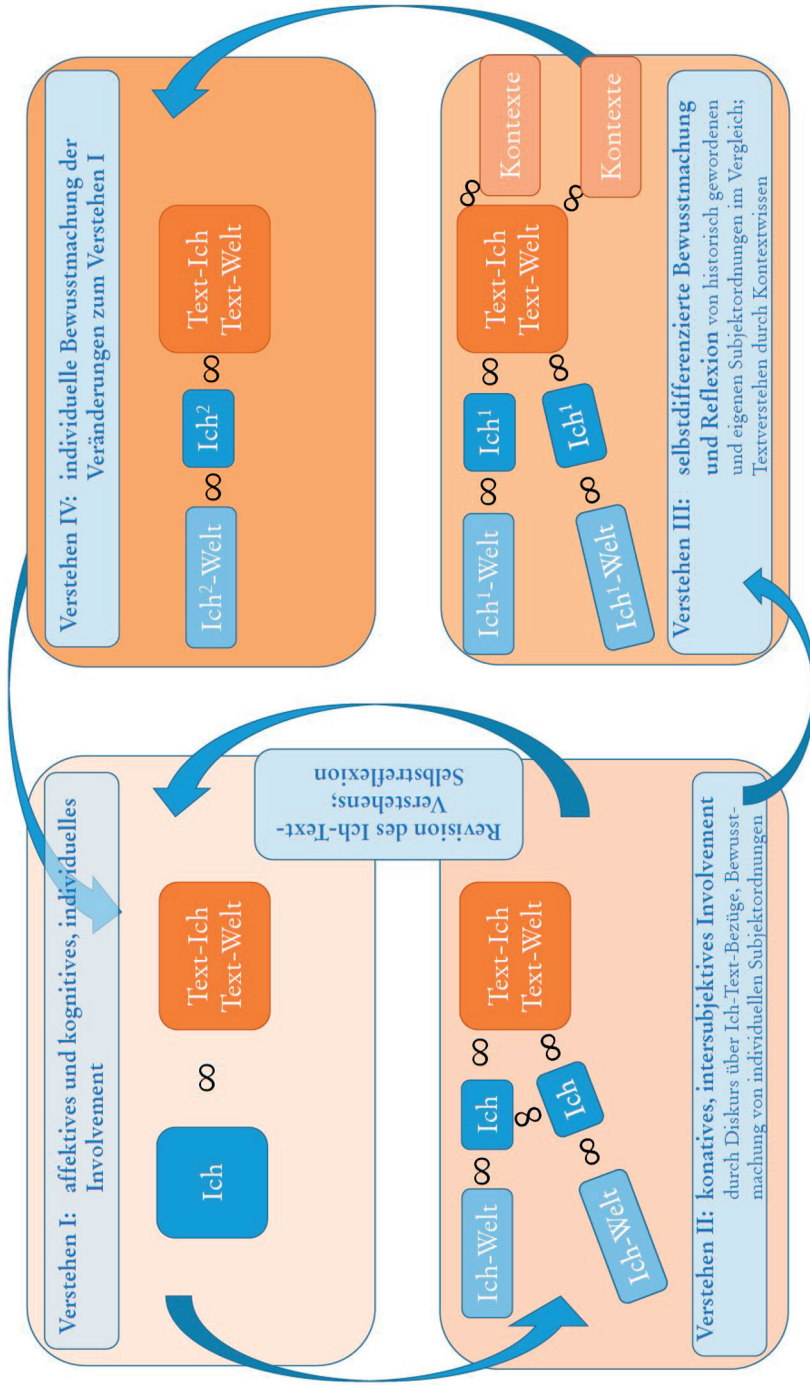 Verstehen I: affektives und kognitives, individuelles
Involvement
Ich
∞
Text-Ich
Text-Welt
Revision des Ich-Text-
Verstehens;
Selbstreflexion
Verstehen II: konatives, intersubjektives Involvement
durch Diskurs über Ich-Text-Bezüge, Bewusst-
machung von individuellen Subjektordnungen
Ich-Welt
∞
Ich
∞
Text-Ich
Text-Welt
∞
Ich-Welt
∞
Ich
∞
Verstehen III: selbstdifferenzierte Bewusstmachung
und Reflexion von historisch gewordenen
und eigenen Subjektordnungen im Vergleich;
Textverstehen durch Kontextwissen
Ich¹-Welt
∞
Ich¹
∞
Text-Ich
Text-Welt
∞
Kontexte
Ich¹-Welt
∞
Ich¹
∞
∞
Kontexte
Verstehen IV: individuelle Bewusstmachung der
Veränderungen zum Verstehen I
Ich²-Welt
∞
Ich²
∞
Text-Ich
Text-Welt